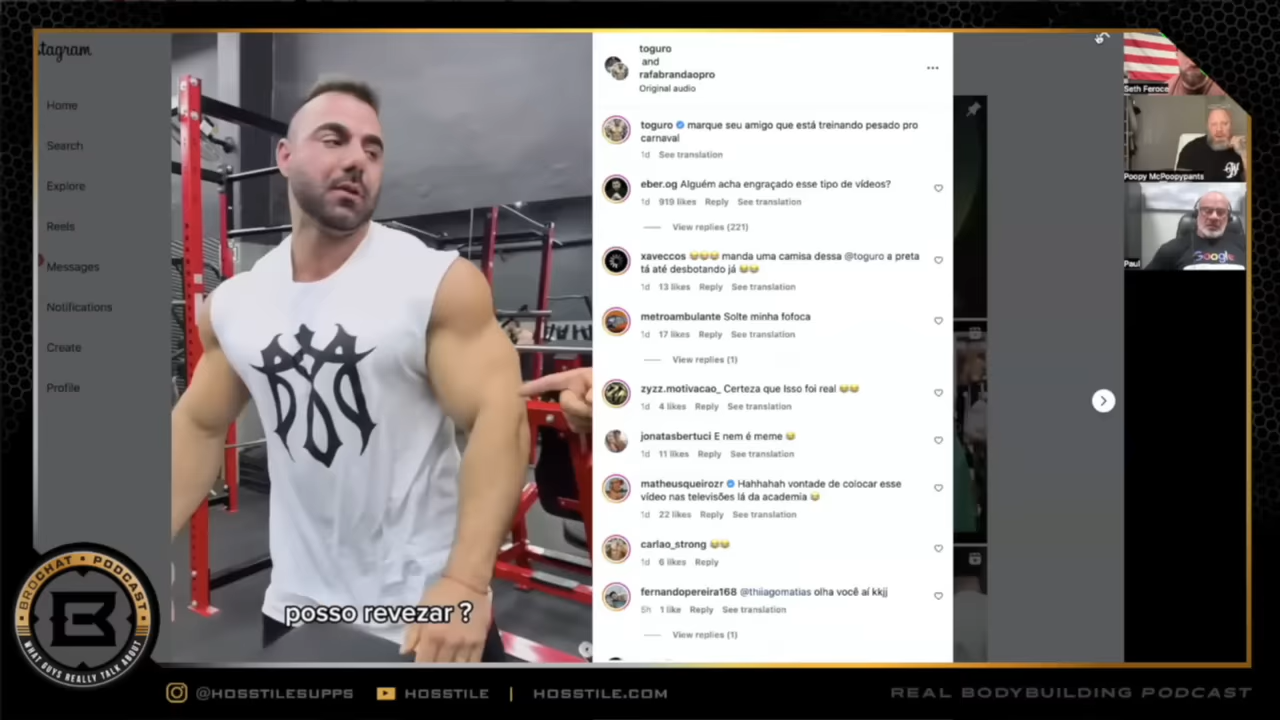 tagram
Home
Search
Explore
Reels
Messages
Notifications
Create
Profile
posso revezar ?
toguro
and
rafabrandaopro
Original audio
toguro marque seu amigo que está treinando pesado pro
carnaval
1d See translation
eber.og Alguém acha engraçado esse tipo de vídeos?
1d 919 likes Reply See translation
View replies (221)
xaveccos 😂😂😂 manda uma camisa dessa @toguro a preta
tá até desbotando já 😂😂
1d 13 likes Reply See translation
metroambulante Solte minha fofoca
1d 17 likes Reply See translation
View replies (1)
zyzz.motivacao_ Certeza que Isso foi real 😂😂
1d 4 likes Reply See translation
jonatasbertuci E nem é meme 😂
1d 11 likes Reply See translation
matheusqueirozr Hahhahah vontade de colocar esse
vídeo nas televisões lá da academia 😂
1d 22 likes Reply See translation
carlao_strong 😂😂
1d 6 likes Reply
fernandopereira168 @thiiagomatias olha você aí kkjj
5h 1 like Reply See translation
View replies (1)
Seth Feroce
Poopy McPoopypants
Google
Paul
BROCHAT • PODCAST
WHAT GUYS REALLY TALK ABOUT
@HOSSTILESUPPS HOSSTILE | HOSSTILE.COM
REAL BODYBUILDING PODCAST